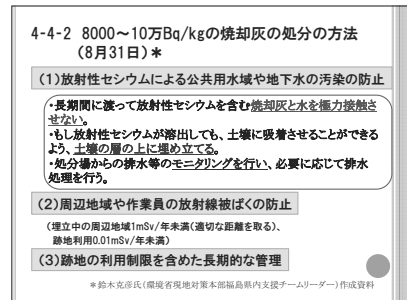 4-4-2 8000～10万Bq/kgの焼却灰の処分の方法
（8月31日）＊
（1）放射性セシウムによる公共用水域や地下水の汚染の防止
・長期間に渡って放射性セシウムを含む焼却灰と水を極力接触さ
せない。
・もし放射性セシウムが溶出しても、土壌に吸着させることができる
よう、土壌の層の上に埋め立てる。
・処分場からの排水等のモニタリングを行い、必要に応じて排水
処理を行う。
（2）周辺地域や作業員の放射線被ばくの防止
（埋立中の周辺地域1mSv/年未満(適切な距離を取る)、
跡地利用0.01mSv/年未満）
（3）跡地の利用制限を含めた長期的な管理
＊鈴木克彦氏（環境省現地対策本部福島県内支援チームリーダー）作成資料